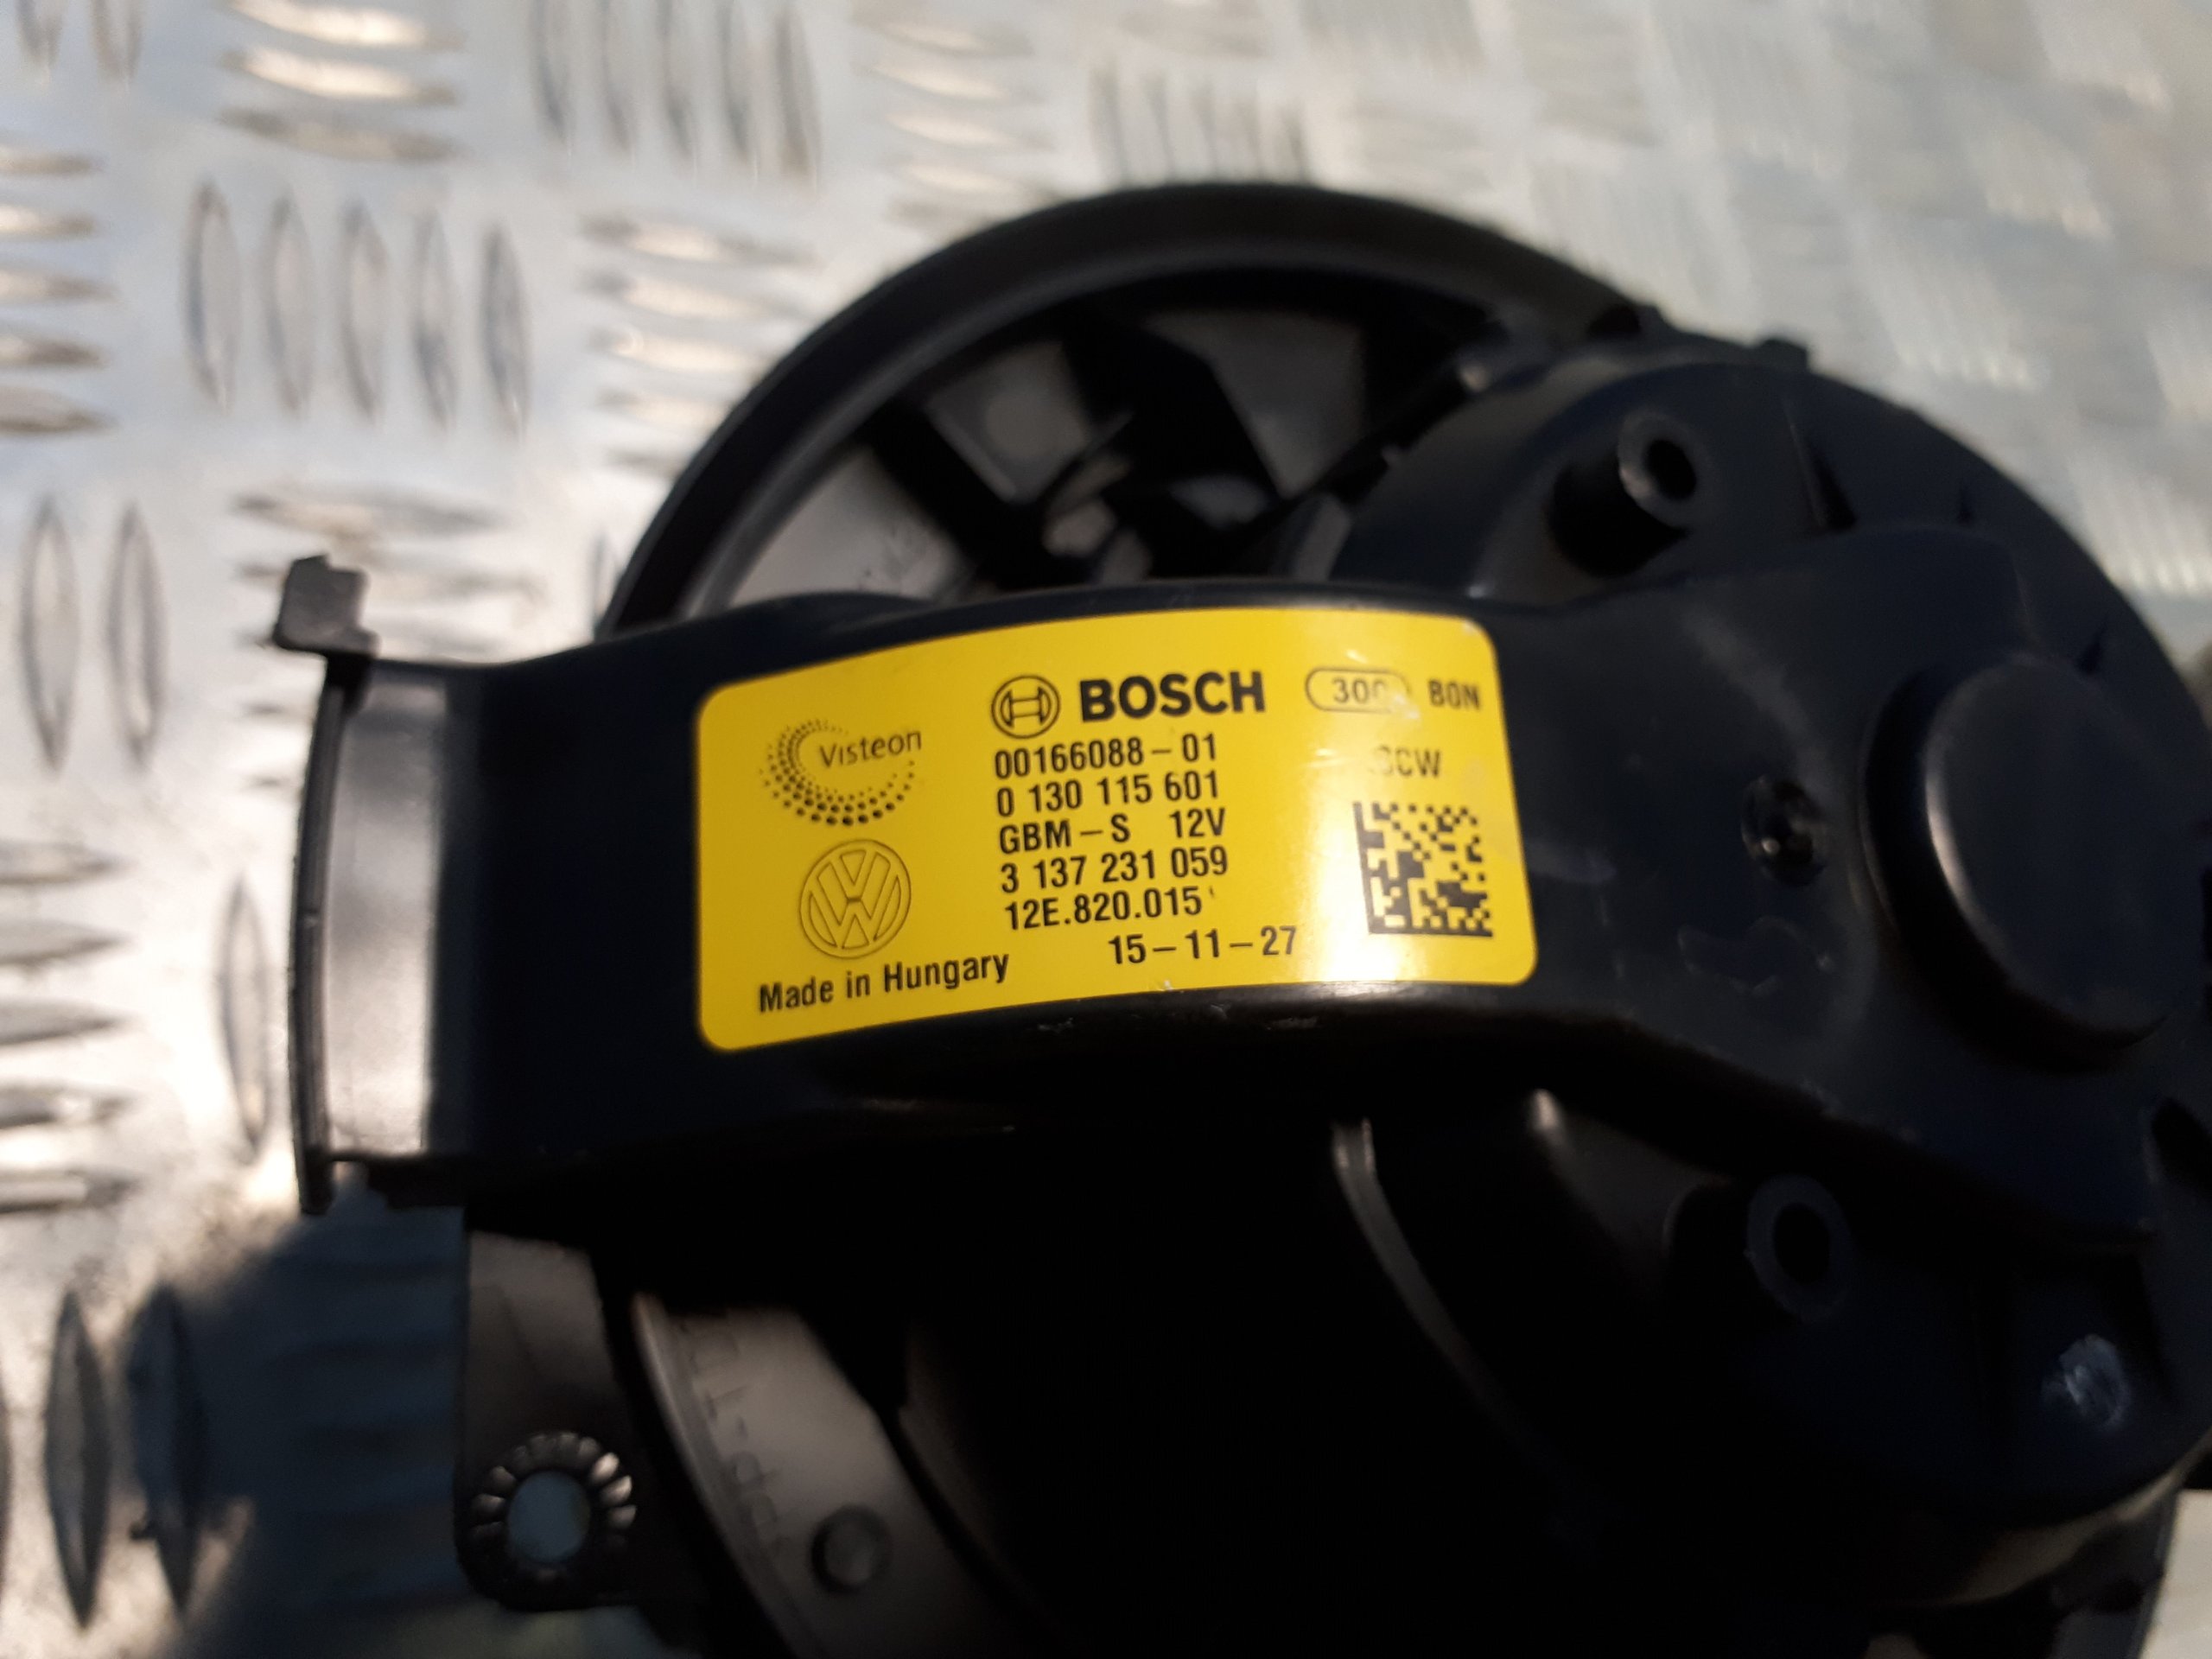 BOSCH 80N
Visteon
00166088-01
0 130 115 601
GBM-S 12V
3 137 231 059
12E.820.015
15-11-27
Made in Hungary